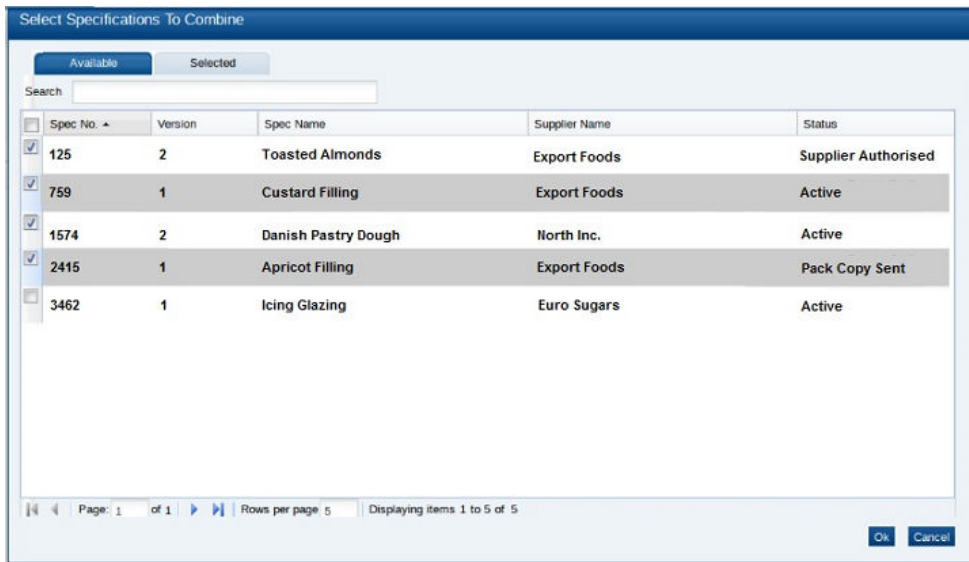 Select Specifications To Combine
Available Selected
Search
Spec No. Version Spec Name Supplier Name Status
125 2 Toasted Almonds Export Foods Supplier Authorised
759 1 Custard Filling Export Foods Active
1574 2 Danish Pastry Dough North Inc. Active
2415 1 Apricot Filling Export Foods Pack Copy Sent
3462 1 Icing Glazing Euro Sugars Active
Page: 1 of 1 Rows per page 5 Displaying items 1 to 5 of 5
Ok Cancel